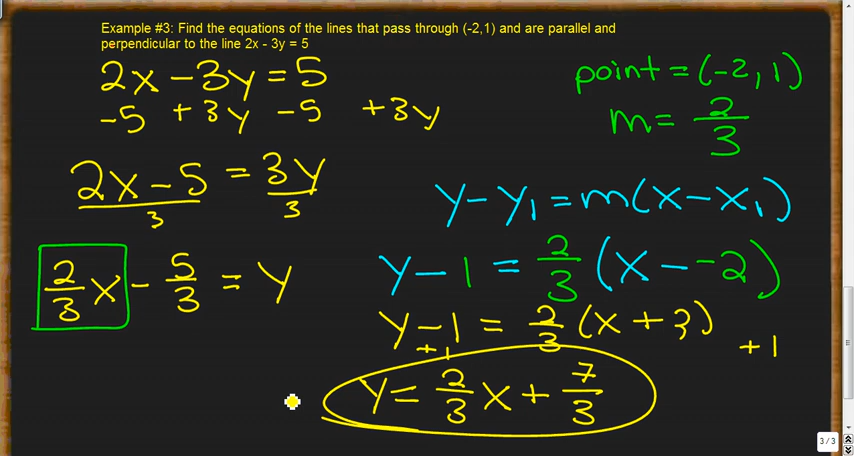 Example #3: Find the equations of the lines that pass through (-2,1) and are parallel and
perpendicular to the line 2x - 3y = 5
2x - 3y = 5
-5 +3y -5 +3y
2x - 5 = 3y
3 3
2/3 x - 5/3 = y
point = (-2, 1)
m = 2/3
y - y₁ = m(x - x₁)
y - 1 = 2/3 (x - -2)
y - 1 = 2/3 (x + 3)
+1 +1
y = 2/3 x + 7/3
3 / 3